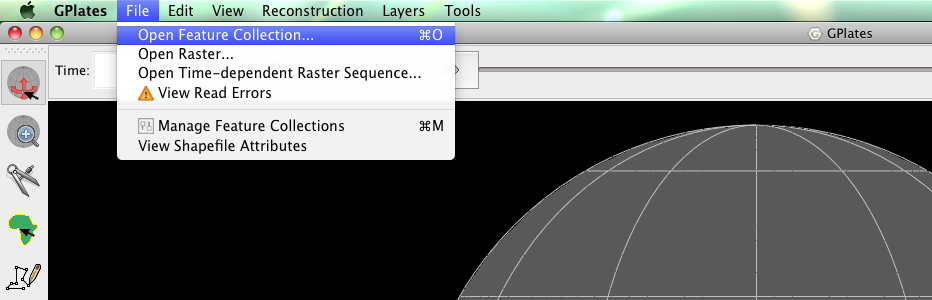 GPlates File Edit View Reconstruction Layers Tools
GPlates
Open Feature Collection... ⌘O
Open Raster...
Time:
Open Time-dependent Raster Sequence...
View Read Errors
Manage Feature Collections ⌘M
View Shapefile Attributes